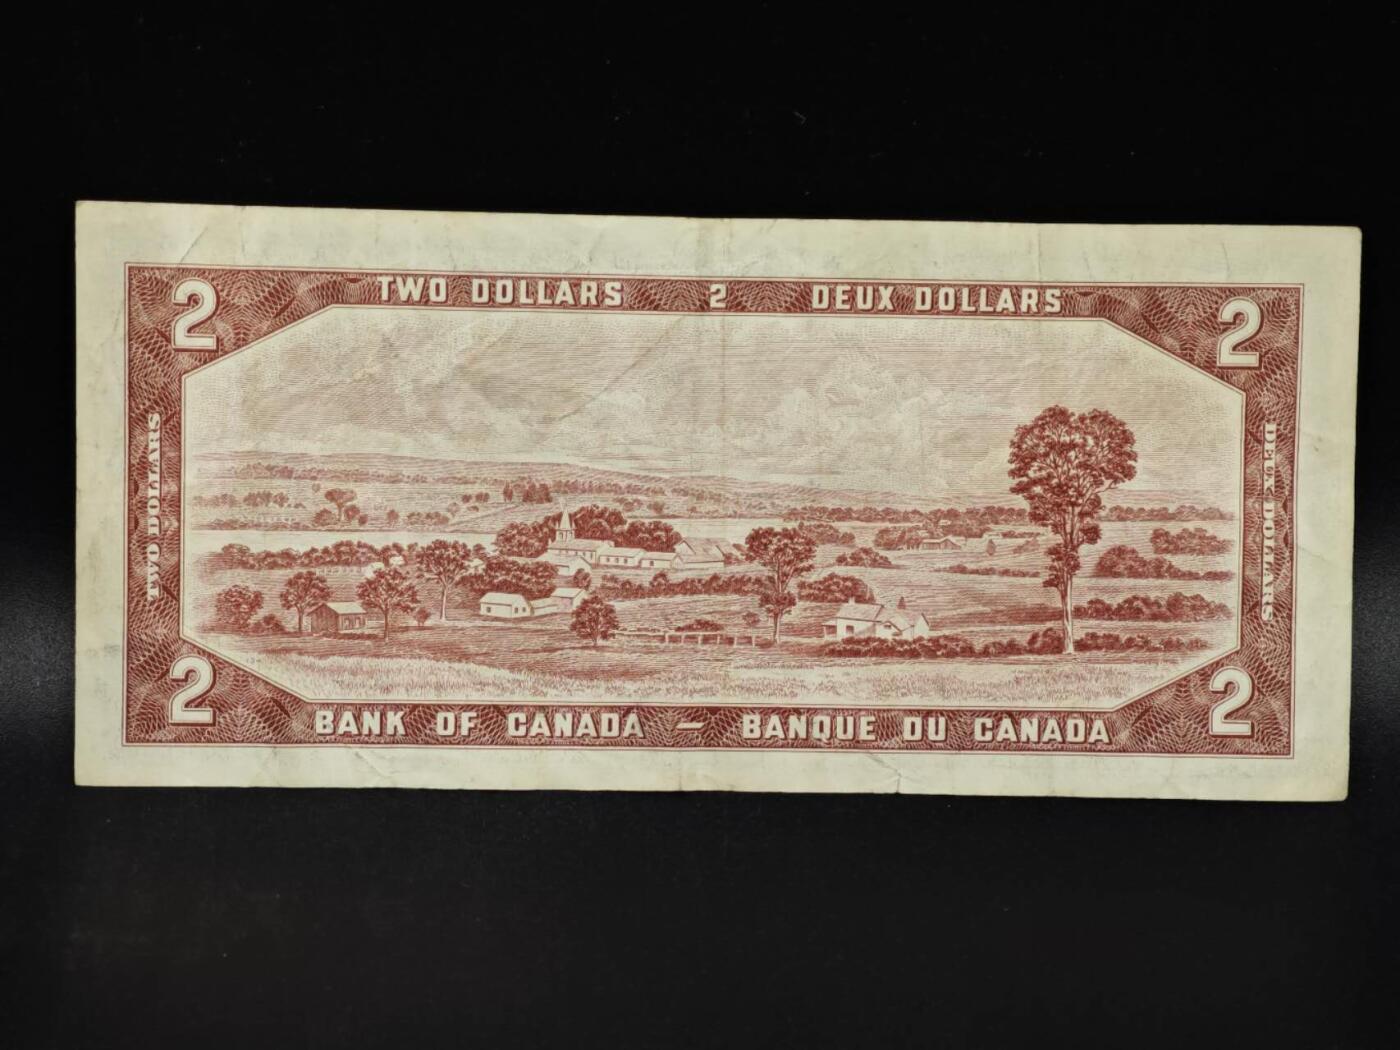 2 TWO DOLLARS 2 DEUX DOLLARS 2
TWO DOLLARS
DEUX DOLLARS
2 BANK OF CANADA – BANQUE DU CANADA 2